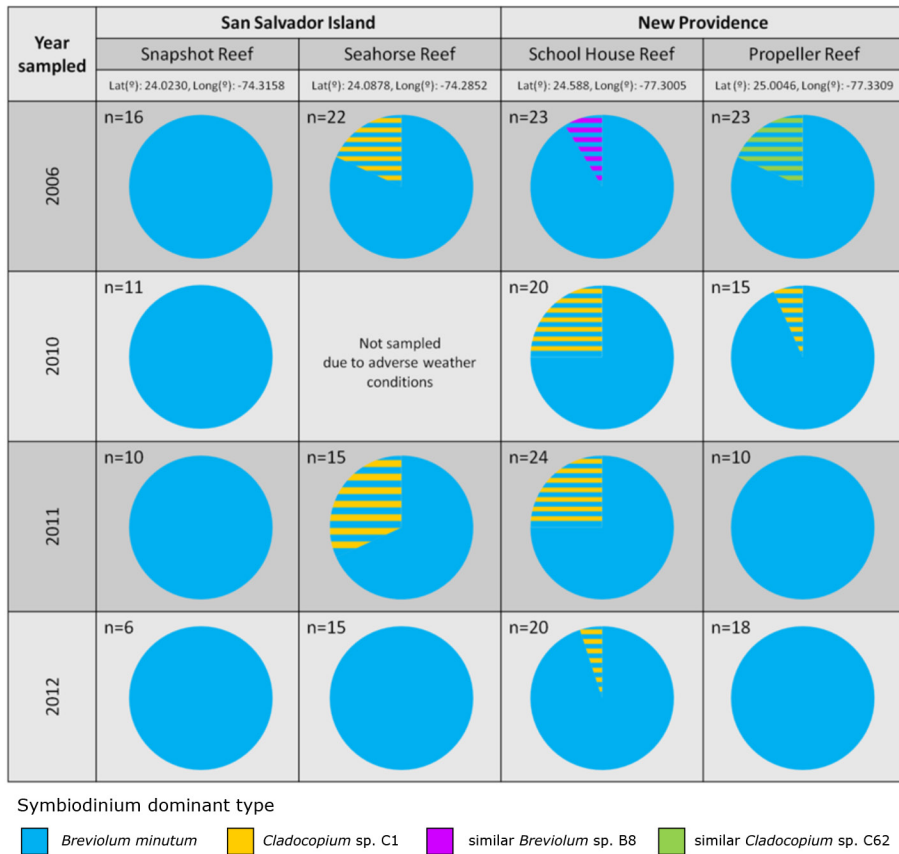 Year sampled
San Salvador Island
New Providence
Snapshot Reef
Seahorse Reef
School House Reef
Propeller Reef
Lat(º): 24.0230, Long(º): -74.3158
Lat(º): 24.0878, Long(º): -74.2852
Lat(º): 24.588, Long(º): -77.3005
Lat (º): 25.0046, Long(º): -77.3309
2006
n=16
n=22
n=23
n=23
2010
n=11
Not sampled
due to adverse weather
conditions
n=20
n=15
2011
n=10
n=15
n=24
n=10
2012
n=6
n=15
n=20
n=18
Symbiodinium dominant type
Breviolum minutum
Cladocopium sp. C1
similar Breviolum sp. B8
similar Cladocopium sp. C62